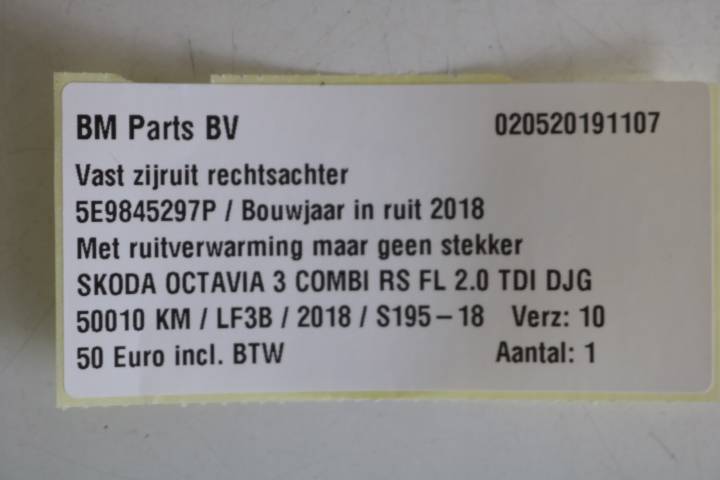 BM Parts BV 020520191107
Vast zijruit rechtsachter
5E9845297P / Bouwjaar in ruit 2018
Met ruitverwarming maar geen stekker
SKODA OCTAVIA 3 COMBI RS FL 2.0 TDI DJG
50010 KM / LF3B / 2018 / S195-18 Verz: 10
50 Euro incl. BTW Aantal: 1